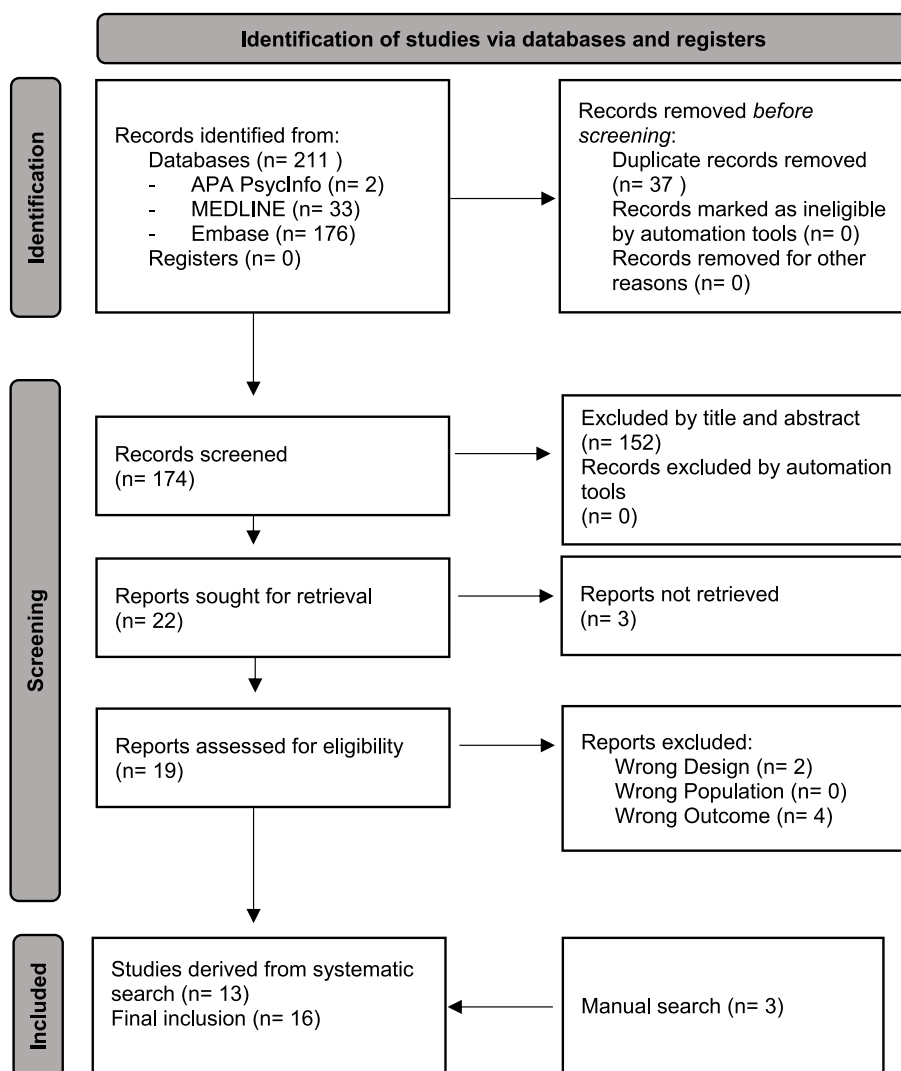 Identification of studies via databases and registers
Identification
Records identified from:
Databases (n= 211 )
- APA PsycInfo (n= 2)
- MEDLINE (n= 33)
- Embase (n= 176)
Registers (n= 0)
Records removed before
screening:
Duplicate records removed
(n= 37 )
Records marked as ineligible
by automation tools (n= 0)
Records removed for other
reasons (n= 0)
Screening
Records screened
(n= 174)
Excluded by title and abstract
(n= 152)
Records excluded by automation
tools
(n= 0)
Reports sought for retrieval
(n= 22)
Reports not retrieved
(n= 3)
Reports assessed for eligibility
(n= 19)
Reports excluded:
Wrong Design (n= 2)
Wrong Population (n= 0)
Wrong Outcome (n= 4)
Included
Studies derived from systematic
search (n= 13)
Final inclusion (n= 16)
Manual search (n= 3)